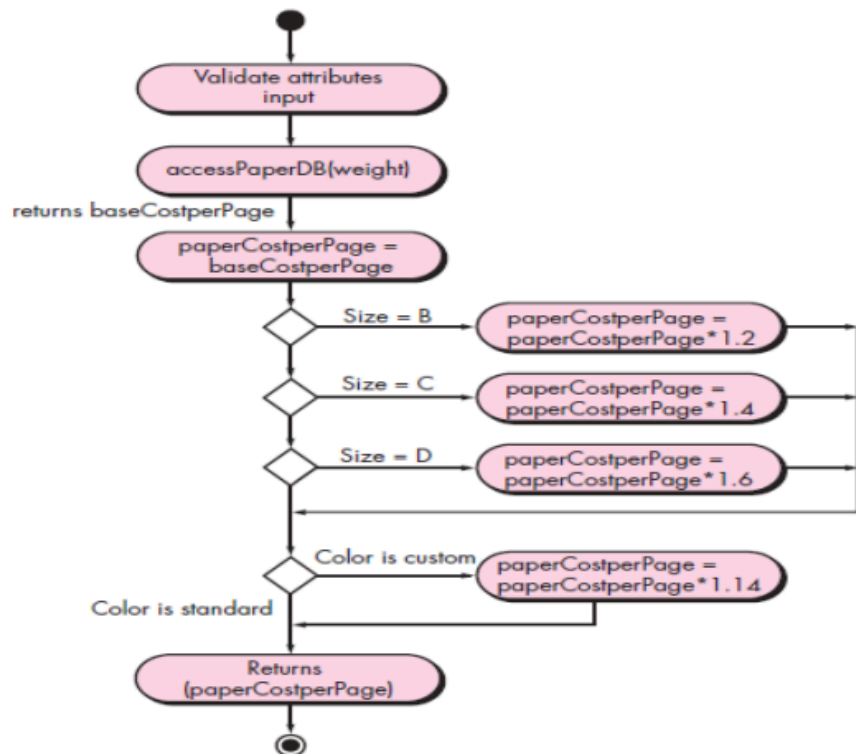 Validate attributes
input
accessPaperDB(weight)
returns baseCostperPage
paperCostperPage =
baseCostperPage
Size = B
paperCostperPage =
paperCostperPage*1.2
Size = C
paperCostperPage =
paperCostperPage*1.4
Size = D
paperCostperPage =
paperCostperPage*1.6
Color is custom
paperCostperPage =
paperCostperPage*1.14
Color is standard
Returns
(paperCostperPage)